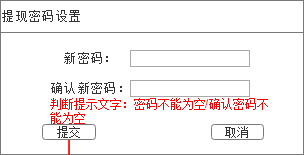 提现密码设置
新密码：
确认新密码：
判断提示文字：密码不能为空/确认密码不
能为空
提交
取消